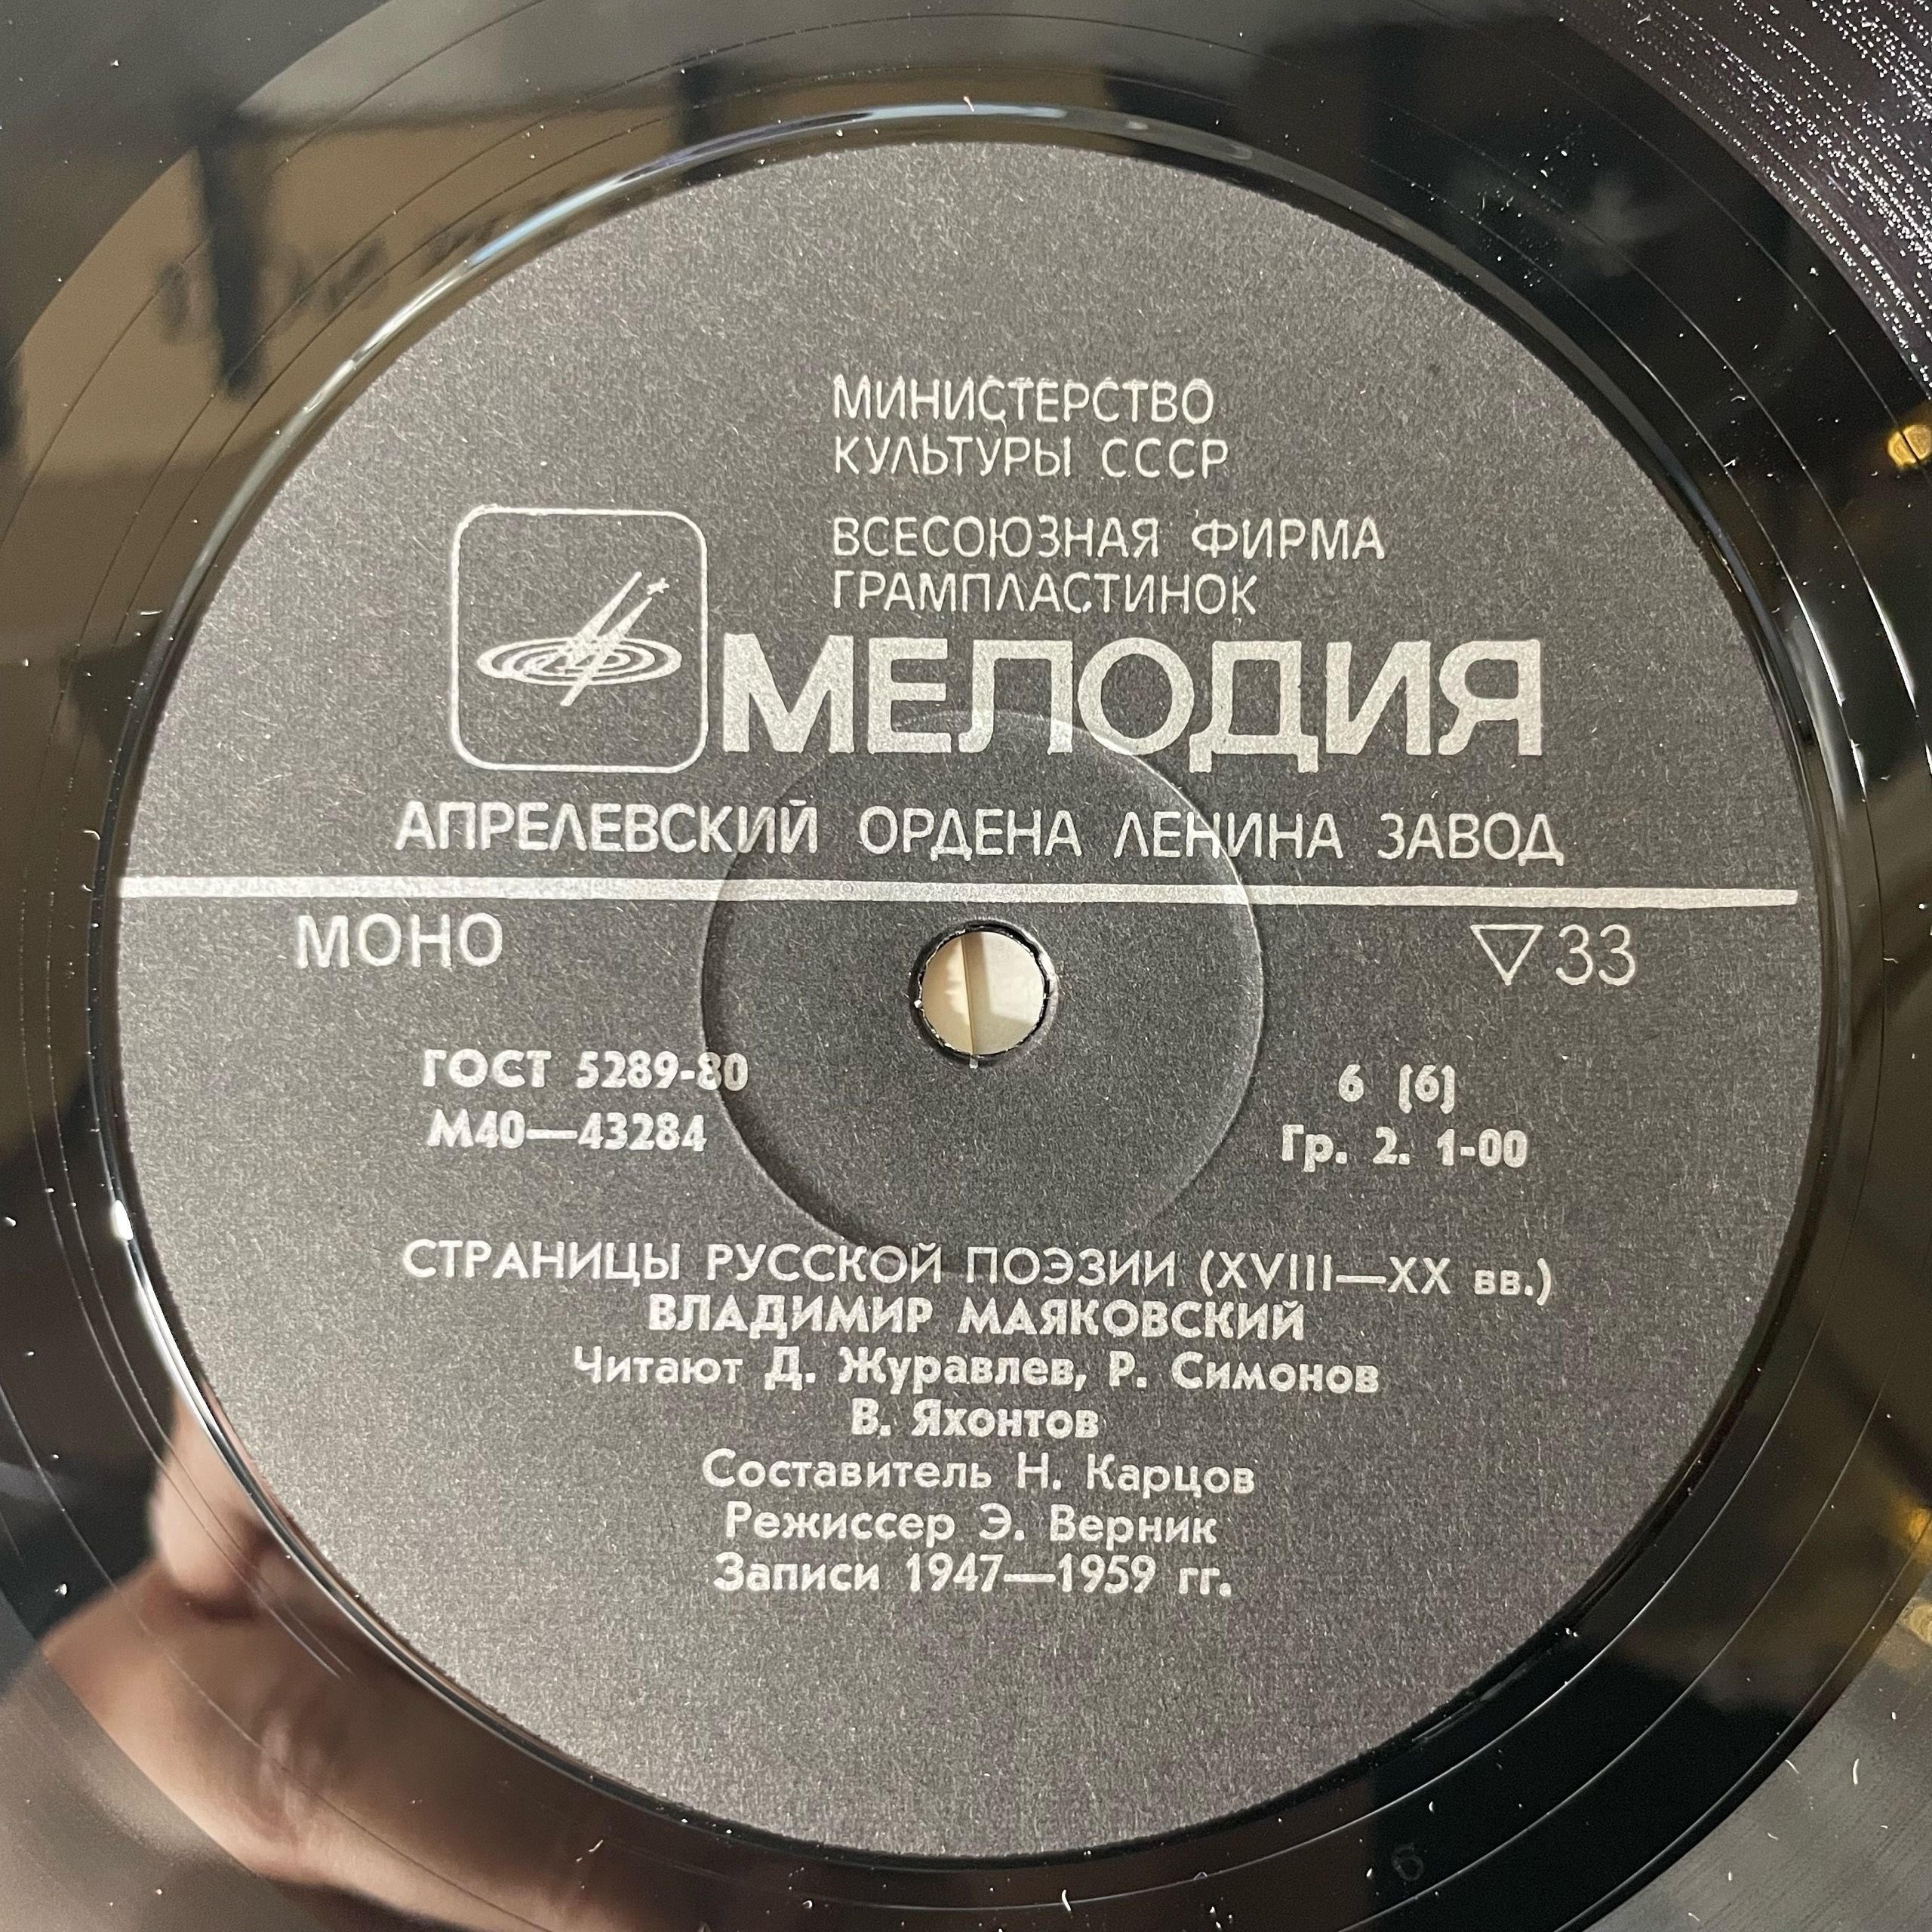 МИНИСТЕРСТВО
КУЛЬТУРЫ СССР
ВСЕСОЮЗНАЯ ФИРМА
ГРАМПЛАСТИНОК
МЕЛОДИЯ
АПРЕЛЕВСКИЙ ОРДЕНА ЛЕНИНА ЗАВОД
МОНО
▽33
ГОСТ 5289-80
М40—43284
6 (6)
Гр. 2. 1-00
СТРАНИЦЫ РУССКОЙ ПОЭЗИИ (XVIII—XX вв.)
ВЛАДИМИР МАЯКОВСКИЙ
Читают Д. Журавлев, Р. Симонов
В. Яхонтов
Составитель Н. Карцов
Режиссер Э. Верник
Записи 1947—1959 гг.